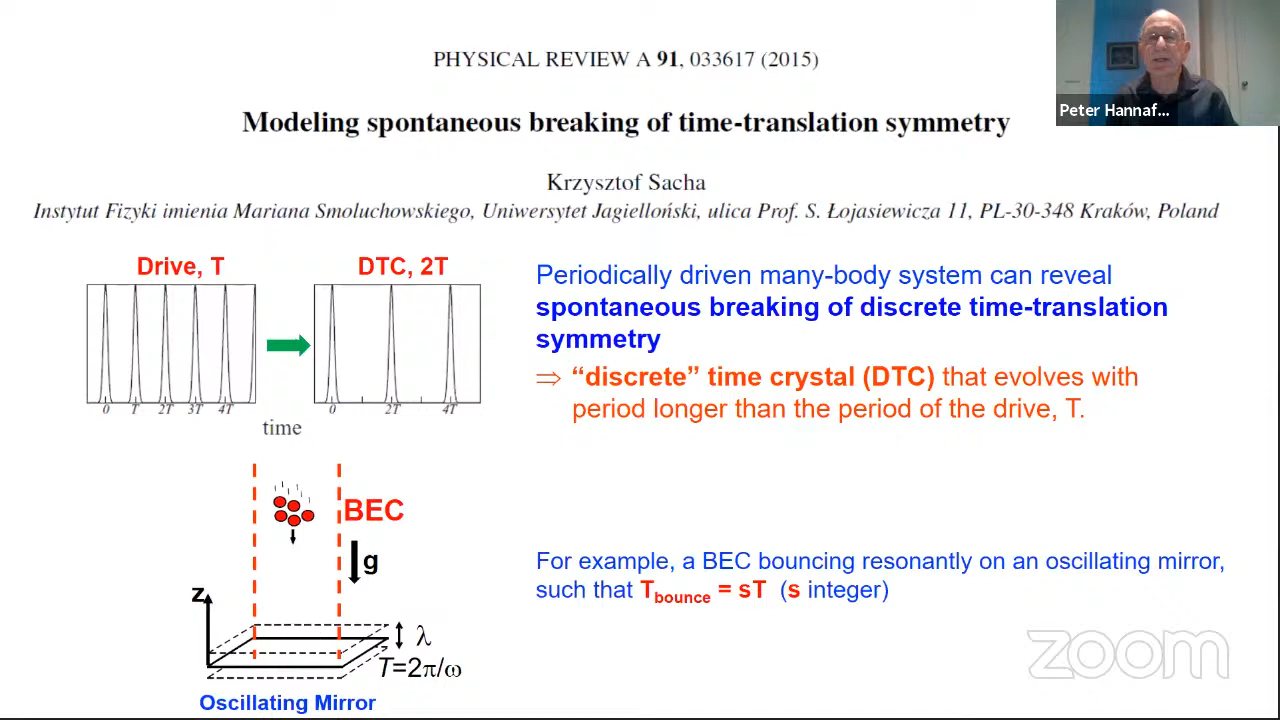 PHYSICAL REVIEW A 91, 033617 (2015)
Peter Hannaf...
Modeling spontaneous breaking of time-translation symmetry
Krzysztof Sacha
Instytut Fizyki imienia Mariana Smoluchowskiego, Uniwersytet Jagielloński, ulica Prof. S. Łojasiewicza 11, PL-30-348 Kraków, Poland
Drive, T
DTC, 2T
0 T 2T 3T 4T
0 2T 4T
time
Periodically driven many-body system can reveal
spontaneous breaking of discrete time-translation
symmetry
⇒ “discrete” time crystal (DTC) that evolves with
period longer than the period of the drive, T.
BEC
g
z
λ
T=2π/ω
Oscillating Mirror
For example, a BEC bouncing resonantly on an oscillating mirror,
such that Tbounce = sT (s integer)
zoom